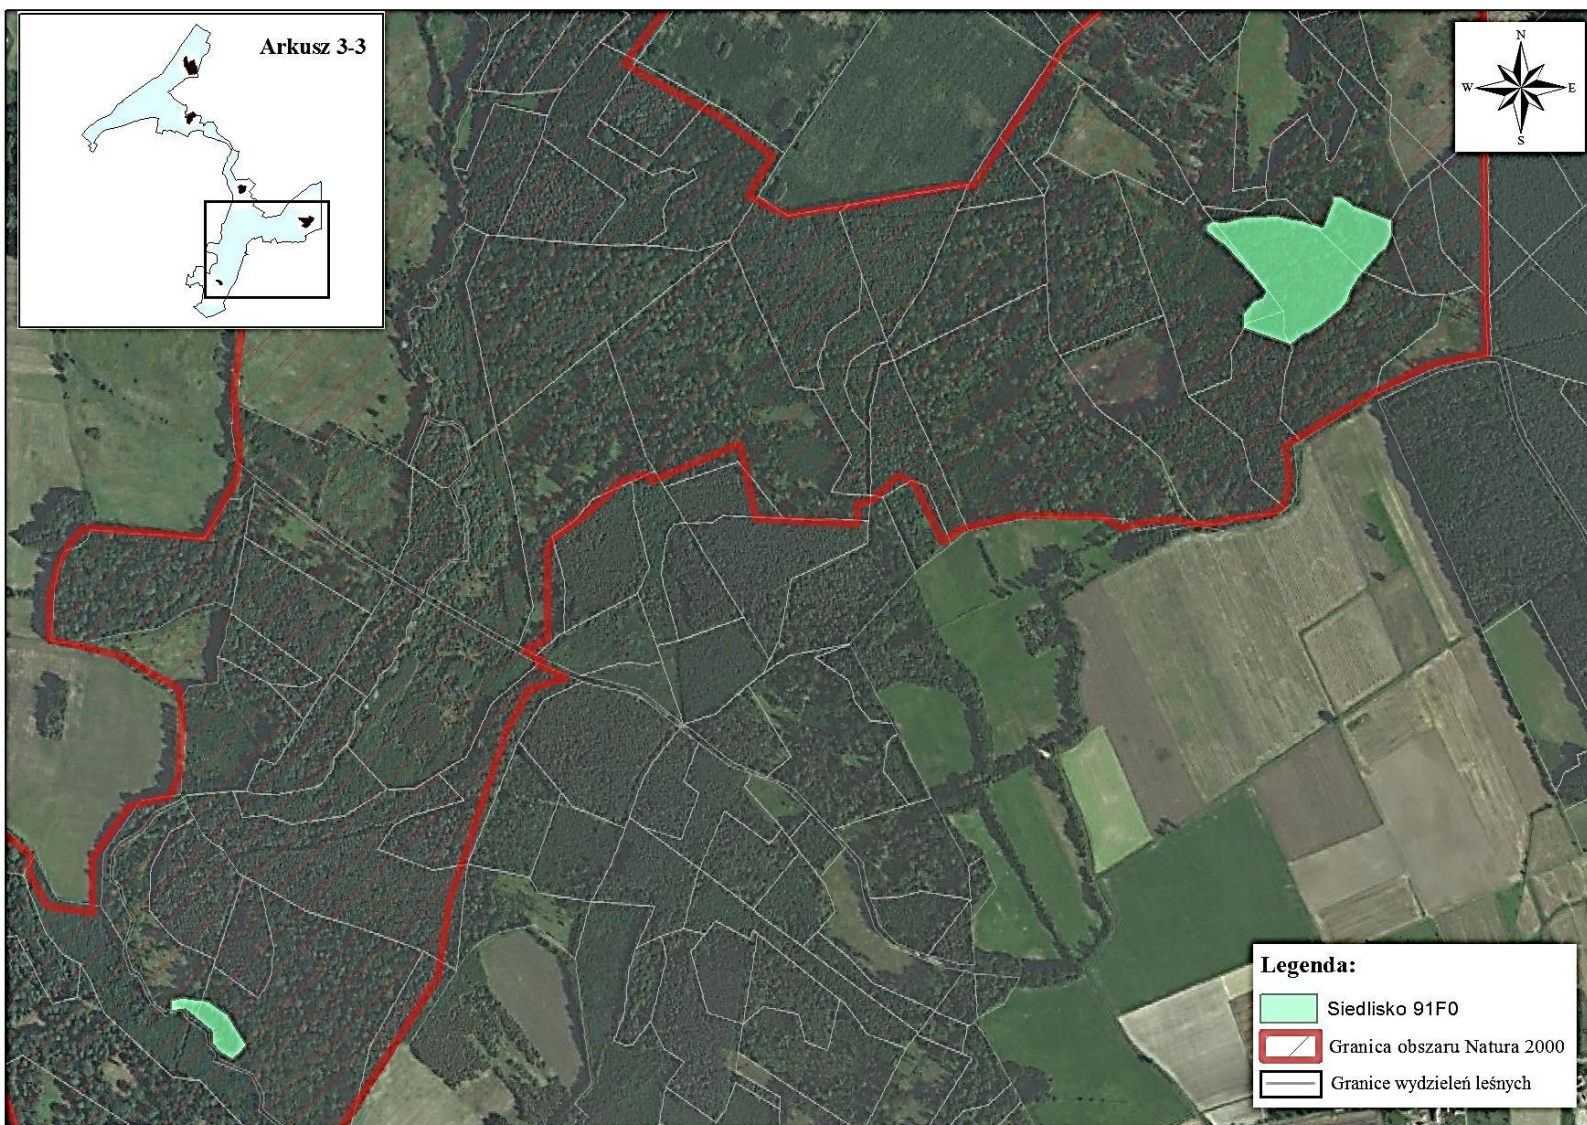 Arkusz 3-3
N
W E
S
Legenda:
Siedlisko 91F0
Granica obszaru Natura 2000
Granice wydzieleń leśnych